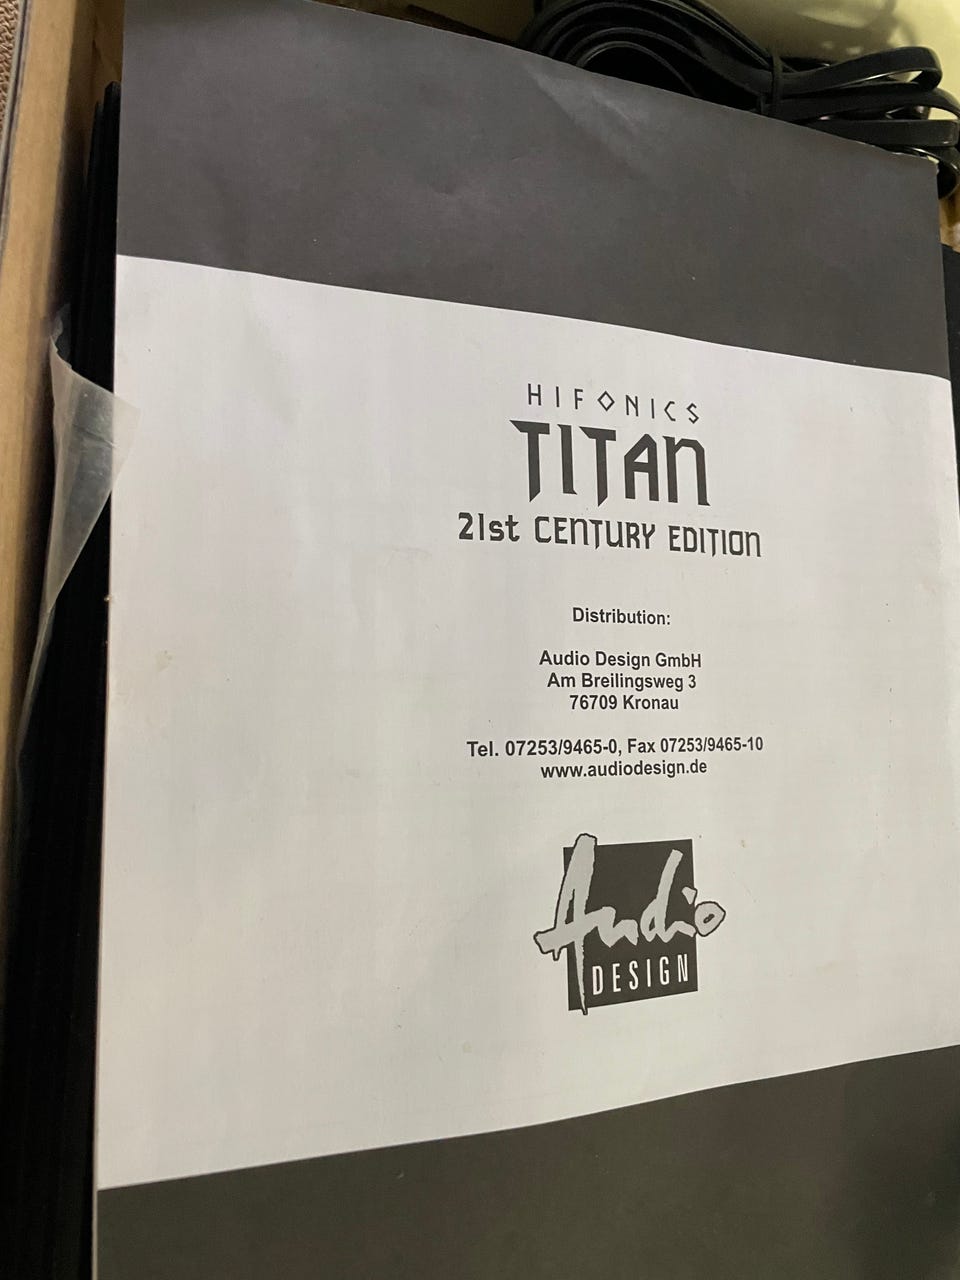 HIFONICS
TITAN
21st CENTURY EDITION
Distribution:
Audio Design GmbH
Am Breilingsweg 3
76709 Kronau
Tel. 07253/9465-0, Fax 07253/9465-10
www.audiodesign.de
Audio
DESIGN